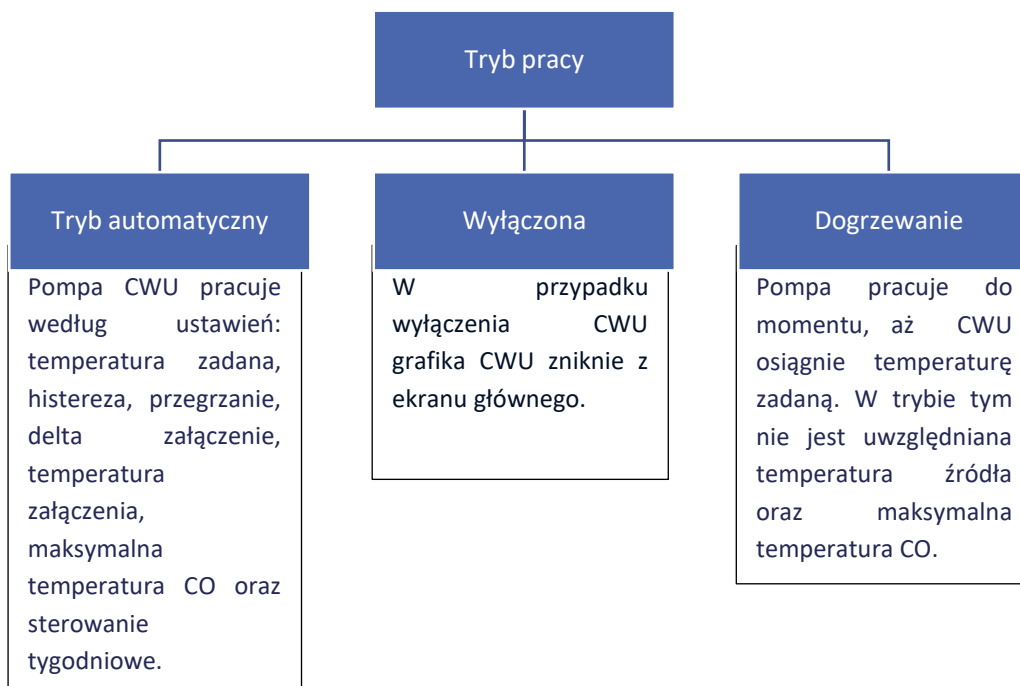 Tryb pracy
Tryb automatyczny
Pompa CWU pracuje
według ustawień:
temperatura zadana,
histereza, przegrzanie,
delta załączenie,
temperatura
załączenia,
maksymalna
temperatura CO oraz
sterowanie
tygodniowe.
Wyłączona
W przypadku
wyłączenia CWU
grafika CWU zniknie z
ekranu głównego.
Dogrzewanie
Pompa pracuje do
momentu, aż CWU
osiągnie temperaturę
zadaną. W trybie tym
nie jest uwzględniana
temperatura źródła
oraz maksymalna
temperatura CO.